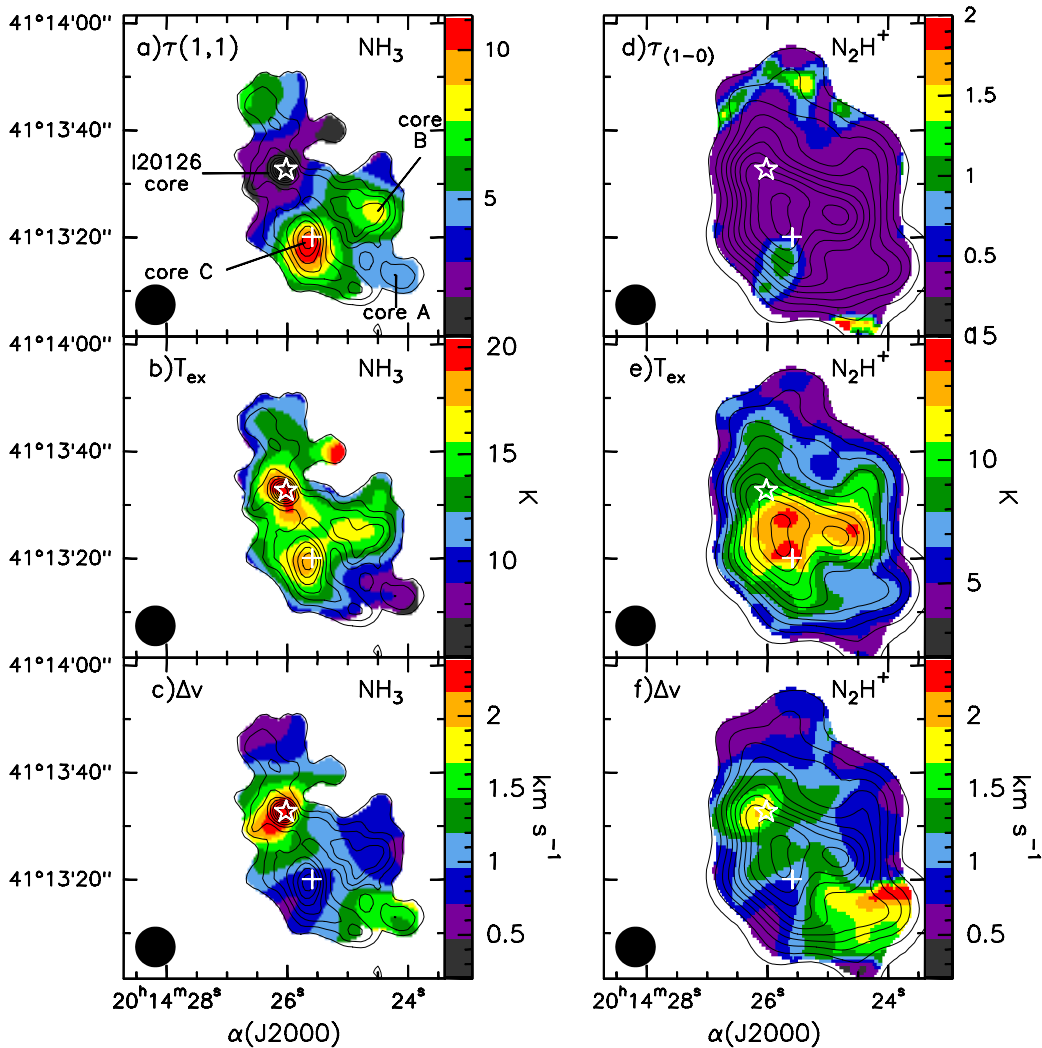 41°14'00"
a)τ(1,1)
NH₃
10
d)τ₍₁₋₀₎
N₂H⁺
2
core
B
1.5
41°13'40"
I20126
core
5
1
41°13'20"
0.5
core C
core A
0
15
41°14'00"
b)Tₑₓ
NH₃
20
e)Tₑₓ
N₂H⁺
41°13'40"
15
K
10
K
41°13'20"
10
5
41°14'00"
c)Δv
NH₃
2
f)Δv
N₂H⁺
2
41°13'40"
1.5
km s⁻¹
1.5
km s⁻¹
41°13'20"
1
1
0.5
0.5
20ʰ14ᵐ28ˢ
26ˢ
24ˢ
20ʰ14ᵐ28ˢ
26ˢ
24ˢ
α(J2000)
α(J2000)